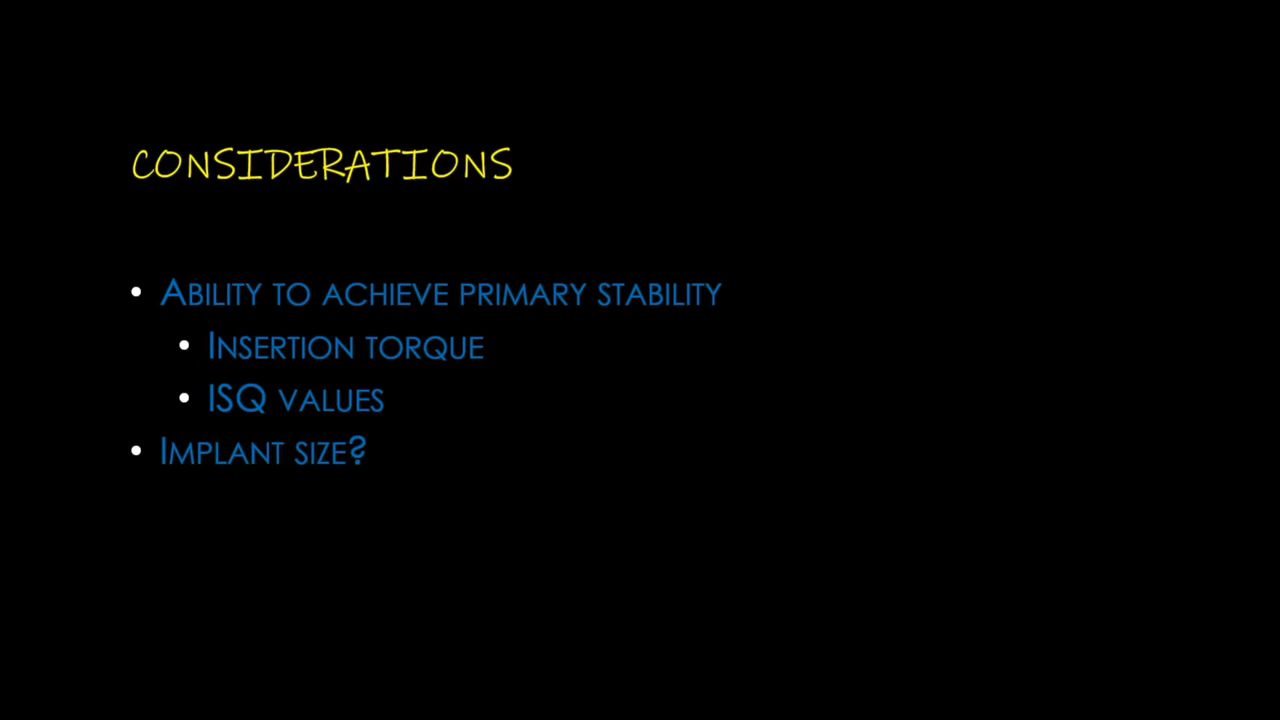 CONSIDERATIONS
• ABILITY TO ACHIEVE PRIMARY STABILITY
• INSERTION TORQUE
• ISQ VALUES
• IMPLANT SIZE?